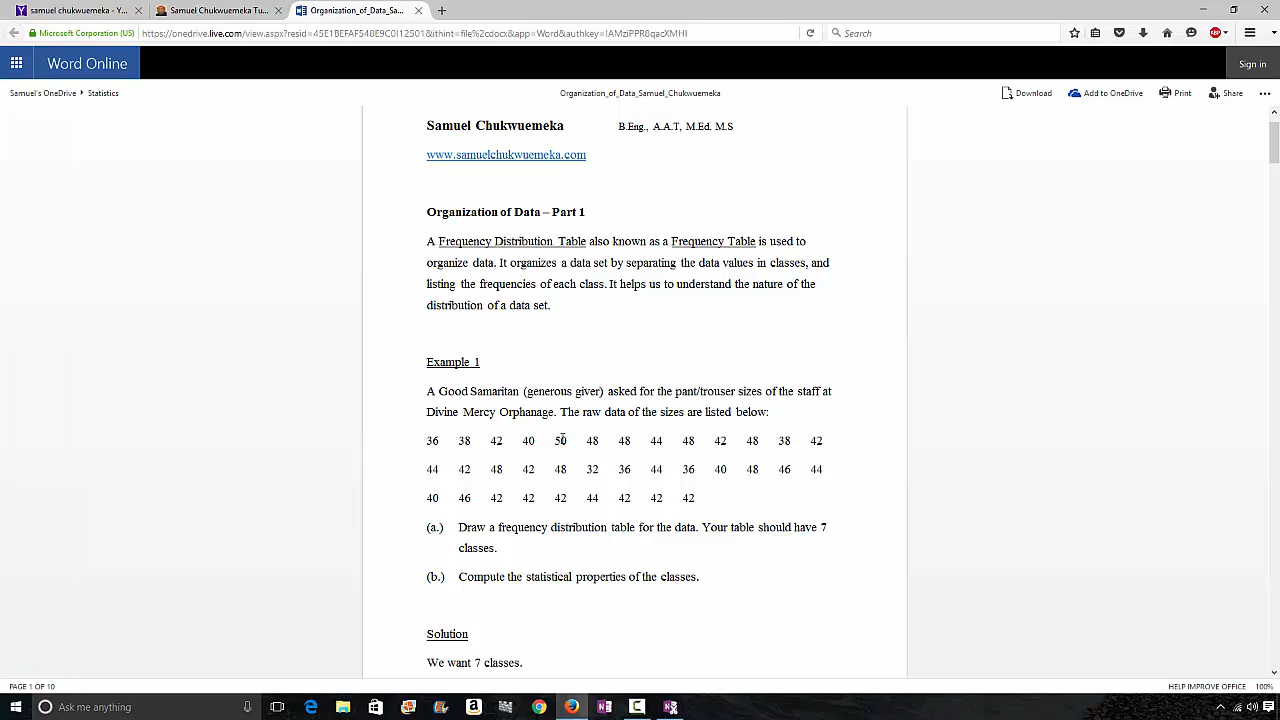 samuel chukwuemeka - Y...
Samuel Chukwuemeka Tu...
Organization_of_Data_Sa...
Microsoft Corporation (US)
Search
Word Online
Sign in
Samuel's OneDrive
Statistics
Organization_of_Data_Samuel_Chukwuemeka
Download
Add to OneDrive
Print
Share
Samuel Chukwuemeka B.Eng., A.A.T, M.Ed. M.S
www.samuelchukwuemeka.com
Organization of Data – Part 1
A Frequency Distribution Table also known as a Frequency Table is used to
organize data. It organizes a data set by separating the data values in classes, and
listing the frequencies of each class. It helps us to understand the nature of the
distribution of a data set.
Example 1
A Good Samaritan (generous giver) asked for the pant/trouser sizes of the staff at
Divine Mercy Orphanage. The raw data of the sizes are listed below:
36 38 42 40 50 48 48 44 48 42 48 38 42
44 42 48 42 48 32 36 44 36 40 48 46 44
40 46 42 42 42 44 42 42 42
(a.) Draw a frequency distribution table for the data. Your table should have 7
classes.
(b.) Compute the statistical properties of the classes.
Solution
We want 7 classes.
PAGE 1 OF 10
HELP IMPROVE OFFICE 100%
Ask me anything